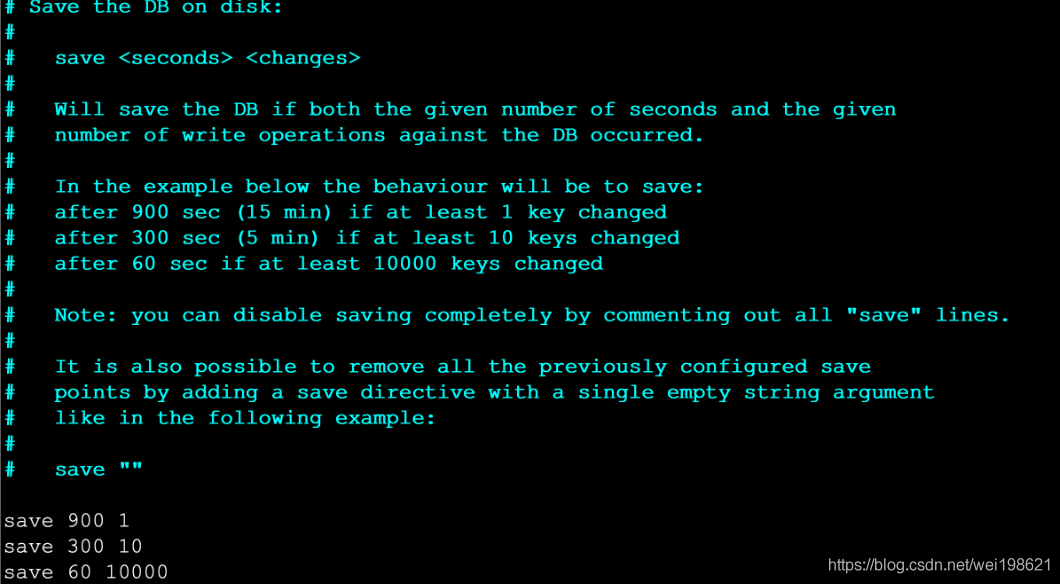 # Save the DB on disk:
#
#   save <seconds> <changes>
#
#   Will save the DB if both the given number of seconds and the given
#   number of write operations against the DB occurred.
#
#   In the example below the behaviour will be to save:
#   after 900 sec (15 min) if at least 1 key changed
#   after 300 sec (5 min) if at least 10 keys changed
#   after 60 sec if at least 10000 keys changed
#
#   Note: you can disable saving completely by commenting out all "save" lines.
#
#   It is also possible to remove all the previously configured save
#   points by adding a save directive with a single empty string argument
#   like in the following example:
#
#   save ""

save 900 1
save 300 10
save 60 10000
https://blog.csdn.net/wei198621